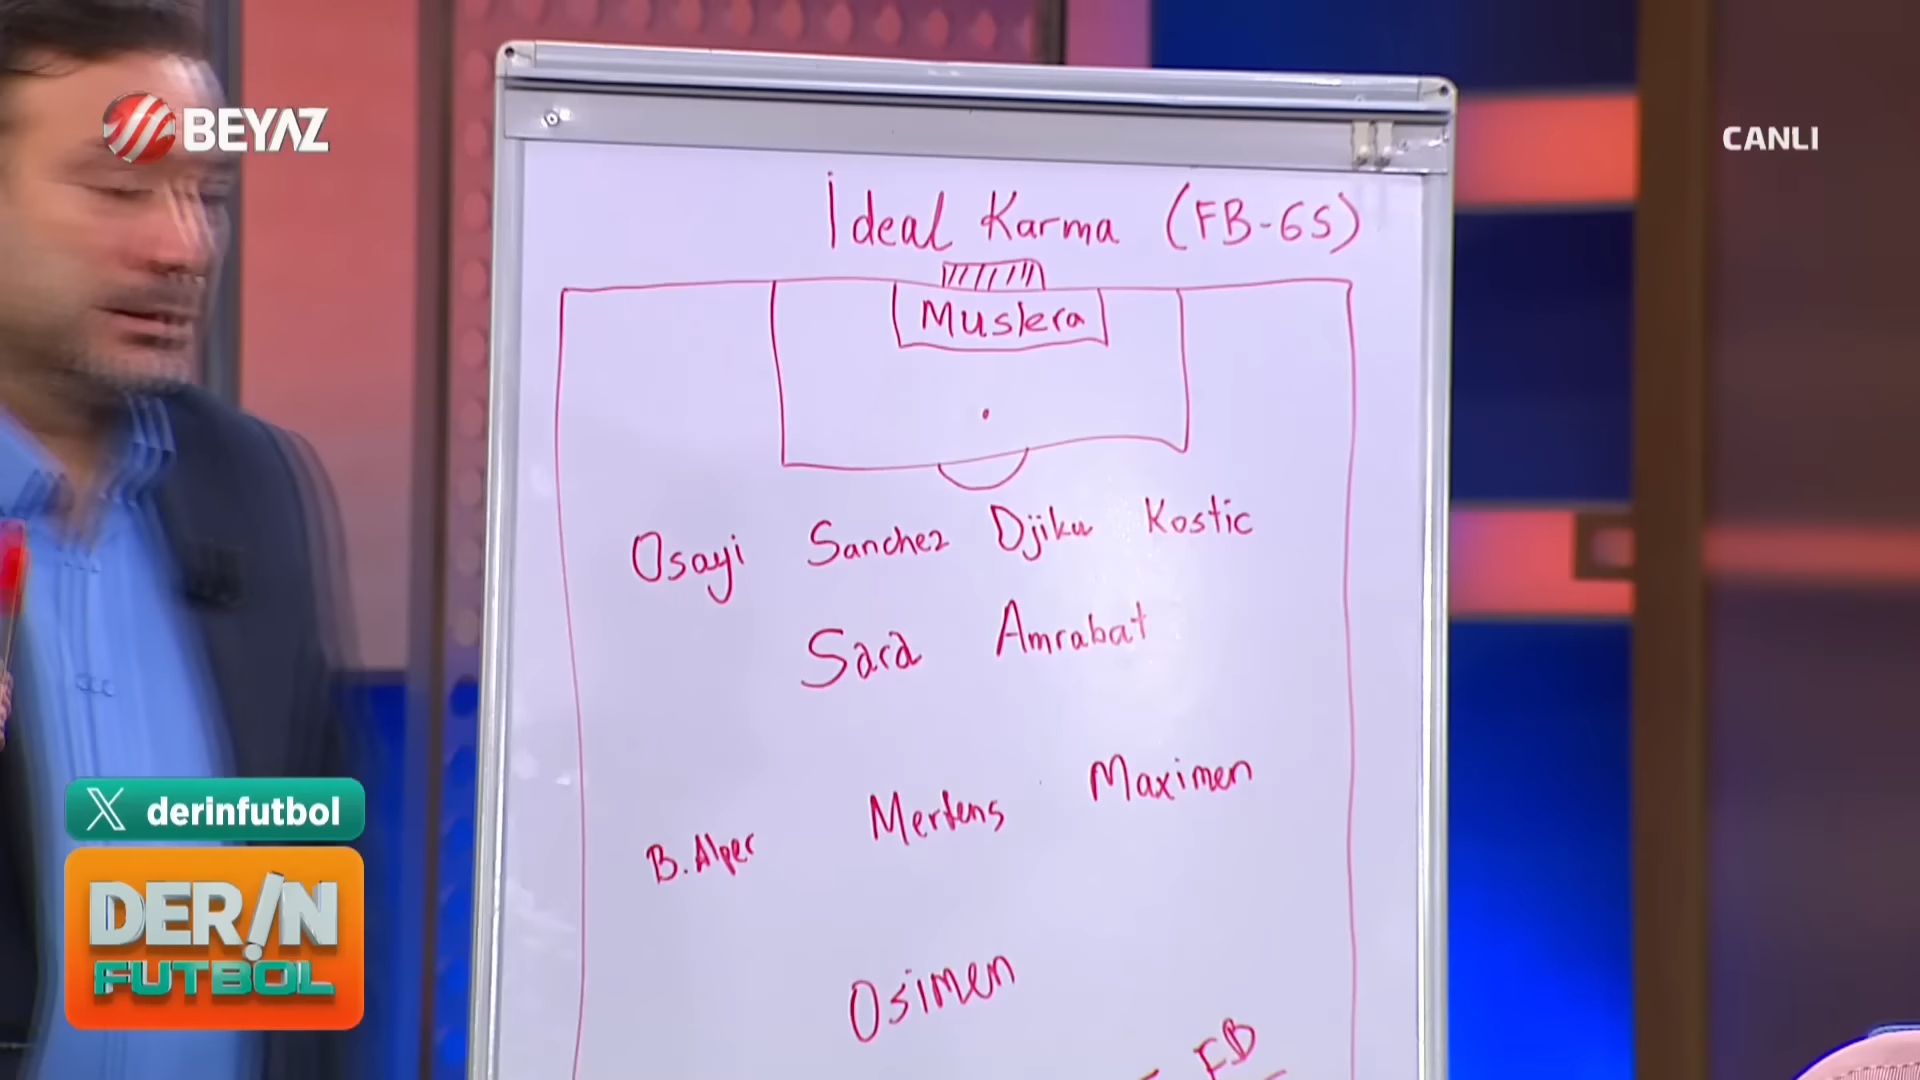 BEYAZ
CANLI
İdeal Karma (FB-GS)
Muslera
Osayi Sanchez Djiku Kostic
Sara Amrabat
B. Alper Mertens Maximen
Osimen
FB
derinfutbol
DERİN
FUTBOL